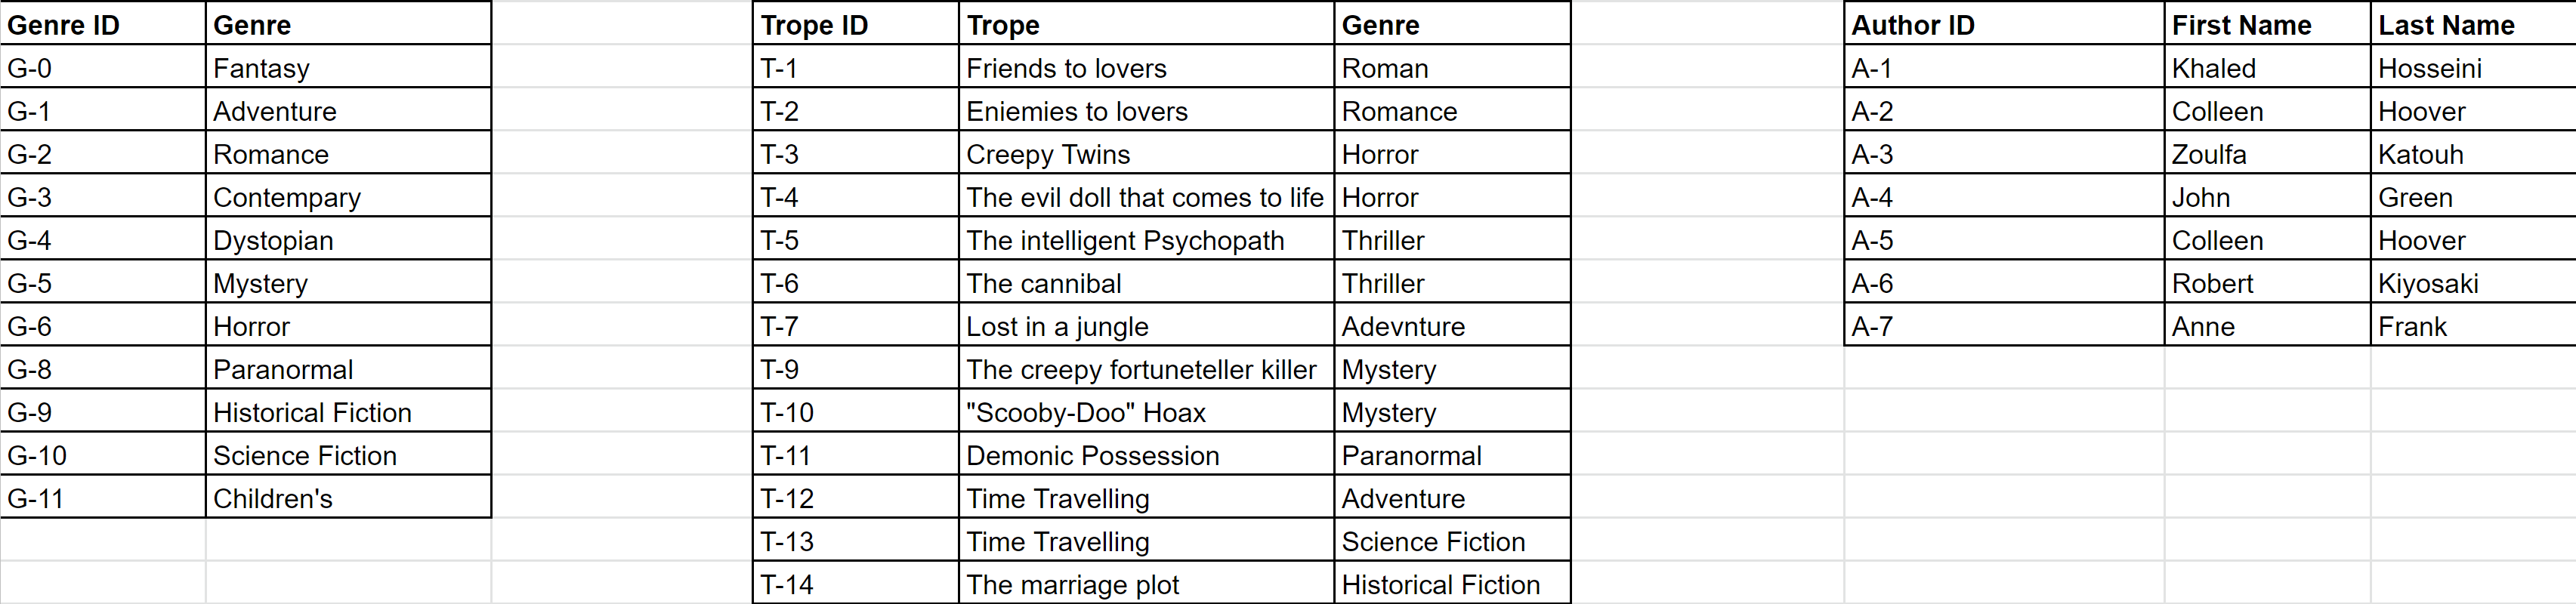 Genre ID Genre Trope ID Trope Genre Author ID First Name Last Name
G-0 Fantasy T-1 Friends to lovers Roman A-1 Khaled Hosseini
G-1 Adventure T-2 Eniemies to lovers Romance A-2 Colleen Hoover
G-2 Romance T-3 Creepy Twins Horror A-3 Zoulfa Katouh
G-3 Contempary T-4 The evil doll that comes to life Horror A-4 John Green
G-4 Dystopian T-5 The intelligent Psychopath Thriller A-5 Colleen Hoover
G-5 Mystery T-6 The cannibal Thriller A-6 Robert Kiyosaki
G-6 Horror T-7 Lost in a jungle Adevnture A-7 Anne Frank
G-8 Paranormal T-9 The creepy fortuneteller killer Mystery
G-9 Historical Fiction T-10 "Scooby-Doo" Hoax Mystery
G-10 Science Fiction T-11 Demonic Possession Paranormal
G-11 Children's T-12 Time Travelling Adventure
T-13 Time Travelling Science Fiction
T-14 The marriage plot Historical Fiction